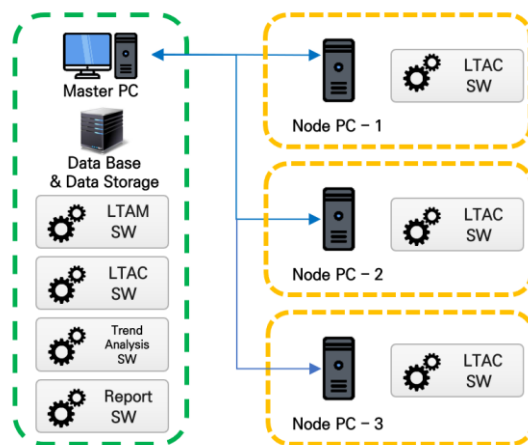 Master PC
Data Base
& Data Storage
LTAM
SW
LTAC
SW
Trend
Analysis
SW
Report
SW
LTAC
SW
Node PC – 1
LTAC
SW
Node PC – 2
LTAC
SW
Node PC – 3